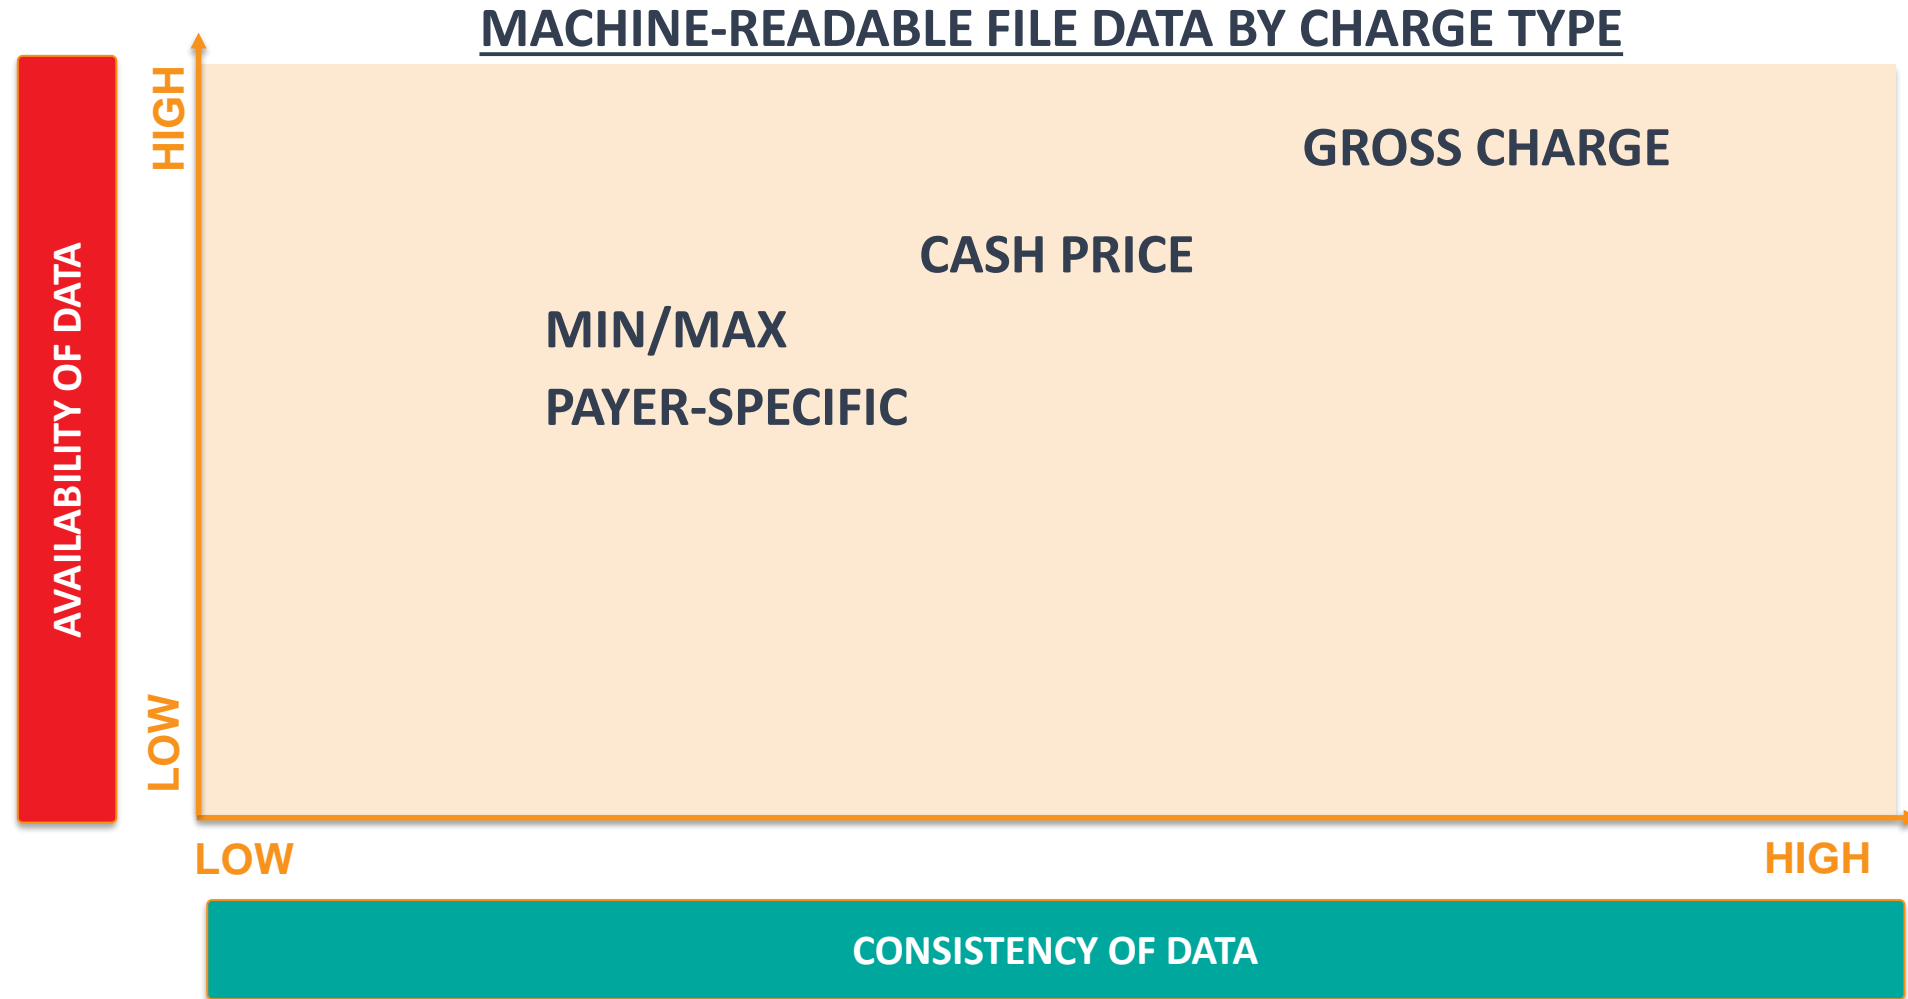 MACHINE-READABLE FILE DATA BY CHARGE TYPE
HIGH
GROSS CHARGE
CASH PRICE
MIN/MAX
PAYER-SPECIFIC
AVAILABILITY OF DATA
LOW
LOW
HIGH
CONSISTENCY OF DATA